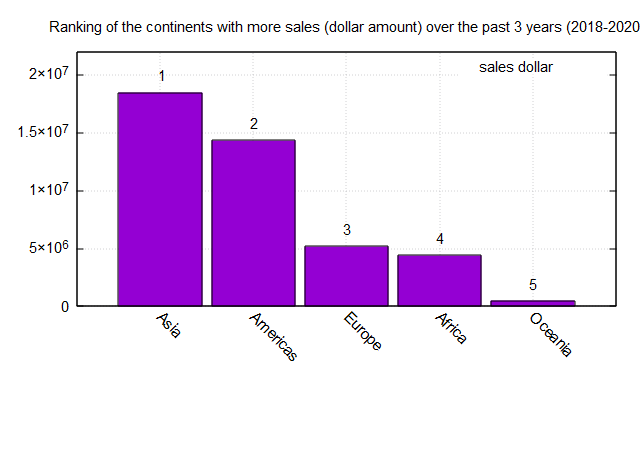 Ranking of the continents with more sales (dollar amount) over the past 3 years (2018-2020
sales dollar
2×10⁷
1.5×10⁷
1×10⁷
5×10⁶
0
1
2
3
4
5
Asia
Americas
Europe
Africa
Oceania